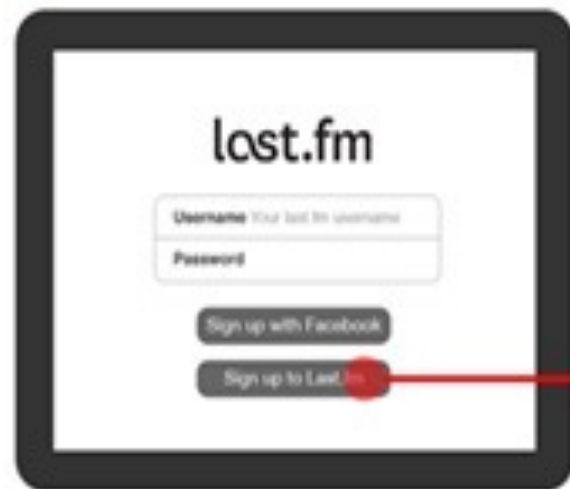 last.fm
Username Your last.fm username
Password
Sign up with Facebook
Sign up to Last.fm